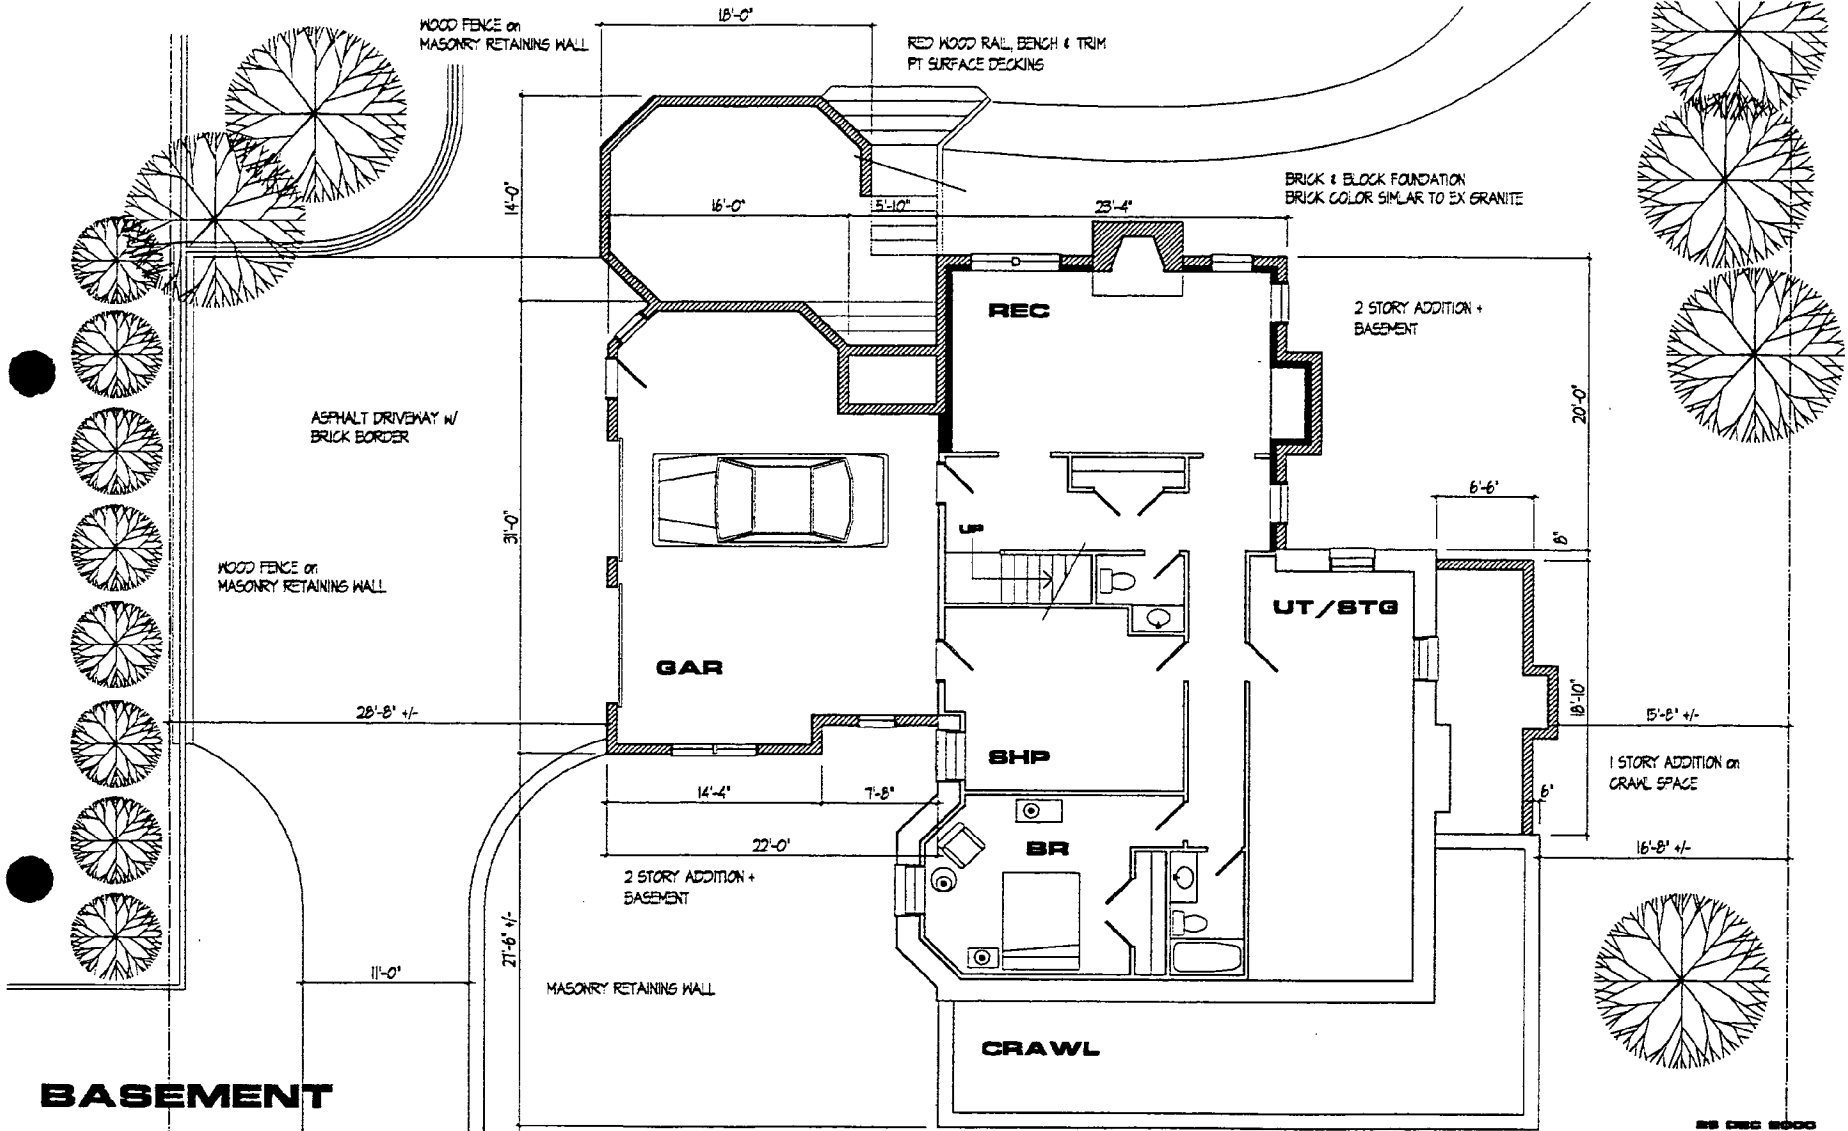 18'-0"
WOOD FENCE on
MASONRY RETAINING WALL
RED WOOD RAIL, BENCH & TRIM
PT SURFACE DECKING
BRICK & BLOCK FOUNDATION
BRICK COLOR SIMLAR TO EX GRANITE
14'-0"
16'-0"
5'-10"
23'-4"
REC
2 STORY ADDITION +
BASEMENT
ASPHALT DRIVEWAY W/
BRICK BORDER
20'-0"
6'-6"
31'-0"
UP
8"
WOOD FENCE on
MASONRY RETAINING WALL
UT/STG
GAR
28'-8" +/-
18'-10"
15'-8" +/-
SHP
1 STORY ADDITION on
CRAWL SPACE
14'-4"
7'-8"
6"
22'-0"
BR
16'-8" +/-
2 STORY ADDITION +
BASEMENT
27'-6" +/-
11'-0"
MASONRY RETAINING WALL
CRAWL
BASEMENT
DEC 2000